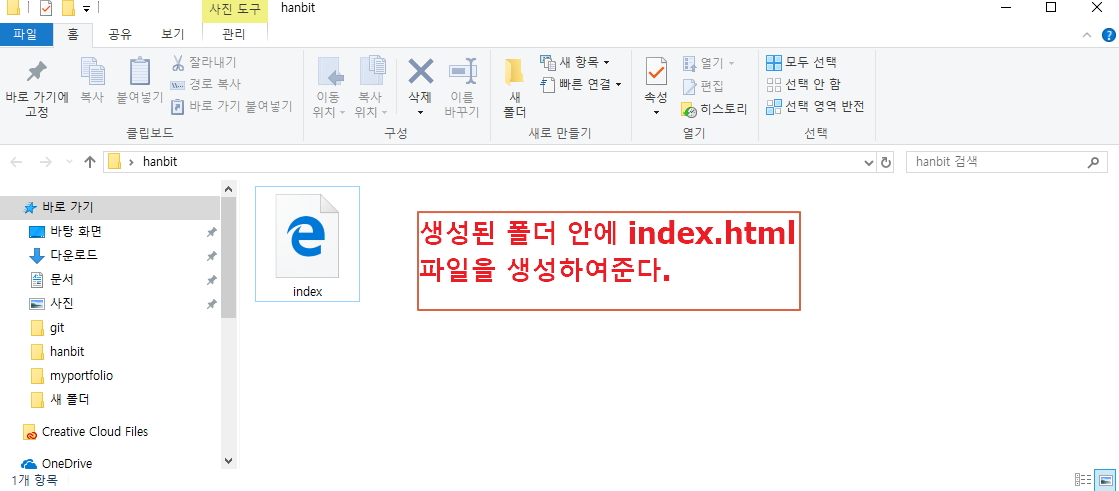 사진 도구 hanbit
파일 홈 공유 보기 관리
바로 가기에 고정
복사
붙여넣기
잘라내기
경로 복사
바로 가기 붙여넣기
클립보드
이동 위치
복사 위치
삭제
이름 바꾸기
구성
새 폴더
새 항목
빠른 연결
새로 만들기
속성
열기
편집
히스토리
열기
모두 선택
선택 안 함
선택 영역 반전
선택
hanbit
hanbit 검색
바로 가기
바탕 화면
다운로드
문서
사진
git
hanbit
myportfolio
새 폴더
Creative Cloud Files
OneDrive
index
생성된 폴더 안에 index.html
파일을 생성하여준다.
1개 항목